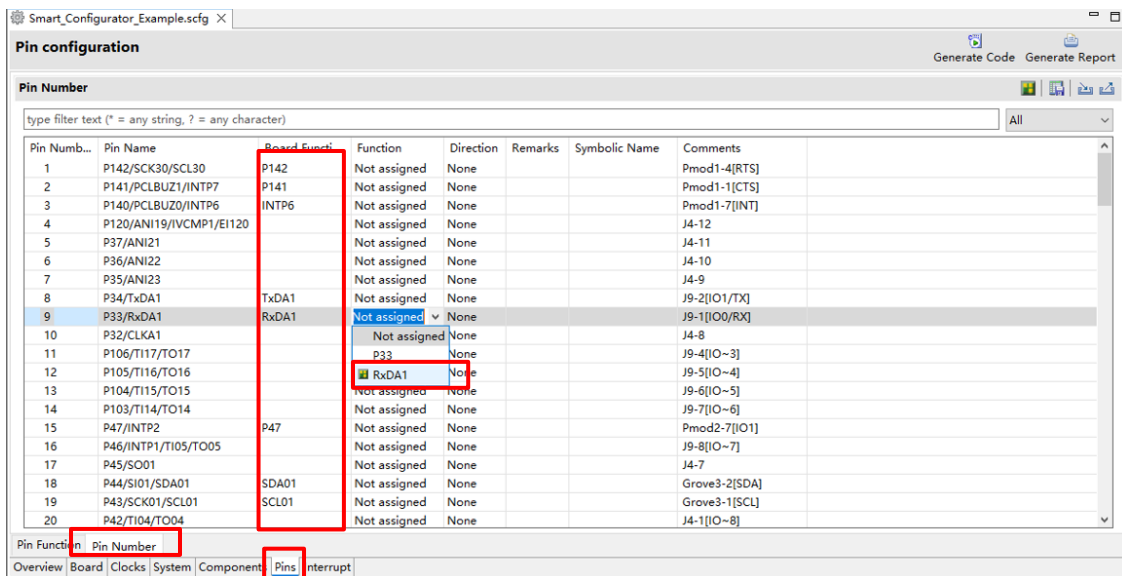 Smart_Configurator_Example.scfg
Pin configuration
Generate Code Generate Report
Pin Number
type filter text (* = any string, ? = any character) All
Pin Numb... Pin Name Board Functi... Function Direction Remarks Symbolic Name Comments
1 P142/SCK30/SCL30 P142 Not assigned None Pmod1-4[RTS]
2 P141/PCLBUZ1/INTP7 P141 Not assigned None Pmod1-1[CTS]
3 P140/PCLBUZ0/INTP6 INTP6 Not assigned None Pmod1-7[INT]
4 P120/ANI19/IVCMP1/EI120 Not assigned None J4-12
5 P37/ANI21 Not assigned None J4-11
6 P36/ANI22 Not assigned None J4-10
7 P35/ANI23 Not assigned None J4-9
8 P34/TxDA1 TxDA1 Not assigned None J9-2[IO1/TX]
9 P33/RxDA1 RxDA1 Not assigned None J9-1[IO0/RX]
10 P32/CLKA1 Not assigned None J4-8
11 P106/TI17/TO17 P33 None J9-4[IO~3]
12 P105/TI16/TO16 RxDA1 None J9-5[IO~4]
13 P104/TI15/TO15 Not assigned None J9-6[IO~5]
14 P103/TI14/TO14 Not assigned None J9-7[IO~6]
15 P47/INTP2 P47 Not assigned None Pmod2-7[IO1]
16 P46/INTP1/TI05/TO05 Not assigned None J9-8[IO~7]
17 P45/SO01 Not assigned None J4-7
18 P44/SI01/SDA01 SDA01 Not assigned None Grove3-2[SDA]
19 P43/SCK01/SCL01 SCL01 Not assigned None Grove3-1[SCL]
20 P42/TI04/TO04 Not assigned None J4-1[IO~8]
Pin Function Pin Number
Overview Board Clocks System Components Pins Interrupt